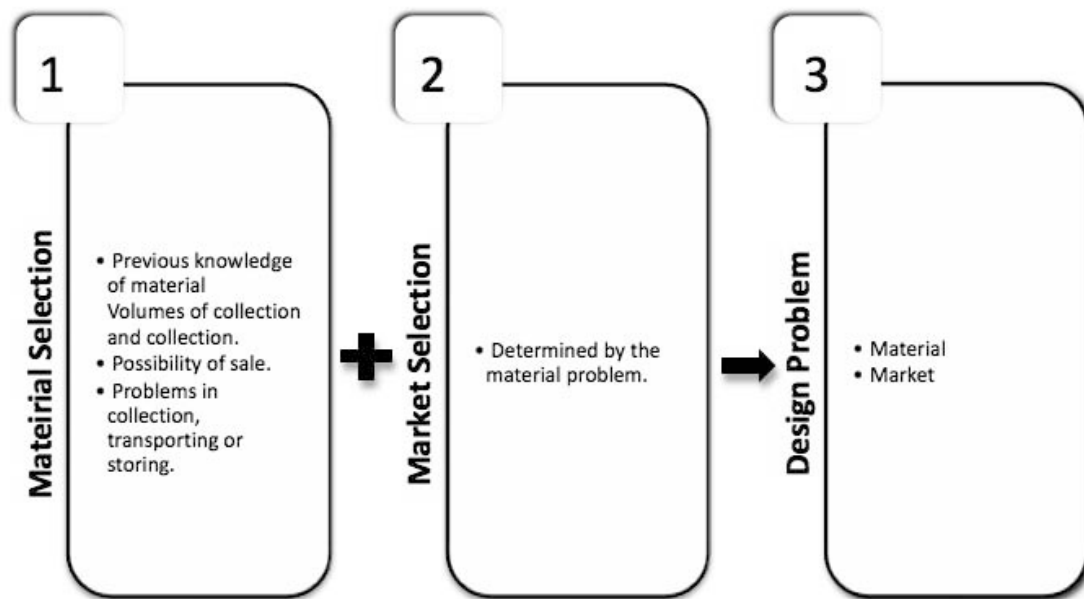 1
Mateirial Selection
• Previous knowledge
of material
Volumes of collection
and collection.
• Possibility of sale.
• Problems in
collection,
transporting or
storing.
2
Market Selection
• Determined by the
material problem.
3
Design Problem
• Material
• Market